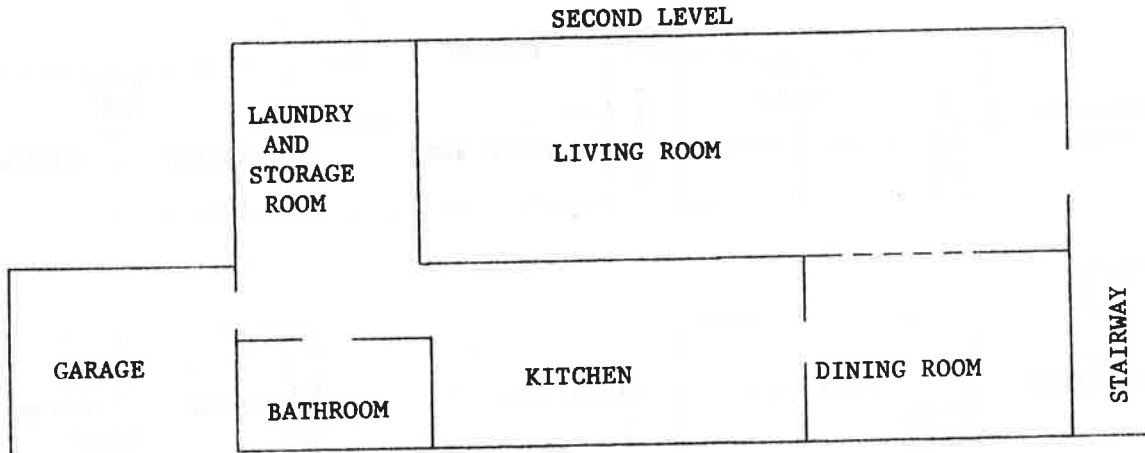 SECOND LEVEL
LAUNDRY
AND
STORAGE
ROOM
LIVING ROOM
GARAGE
BATHROOM
KITCHEN
DINING ROOM
STAIRWAY